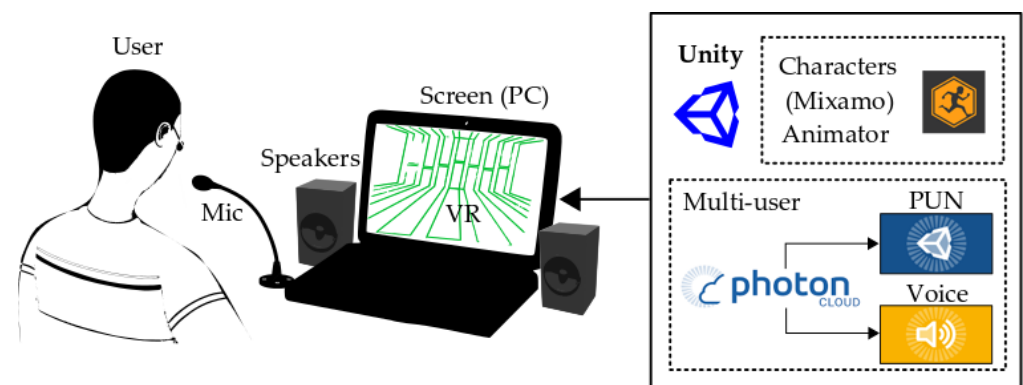 User
Screen (PC)
Speakers
Mic
VR
Unity
Characters
(Mixamo)
Animator
Multi-user
PUN
photon
CLOUD
Voice